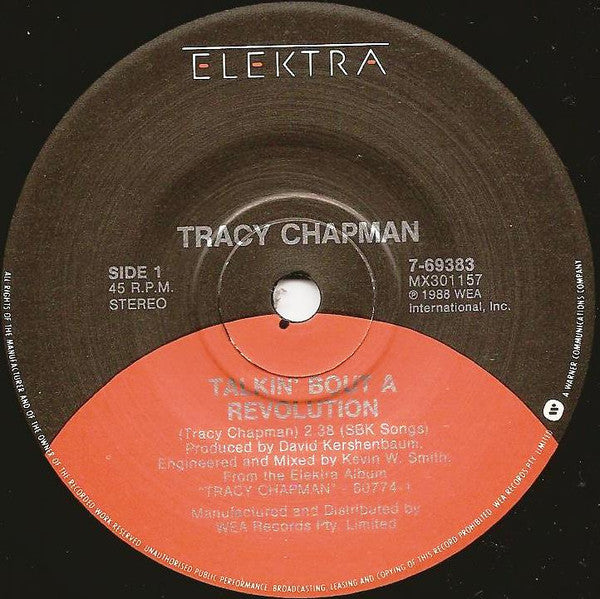 ELEKTRA
TRACY CHAPMAN
SIDE 1
45 R.P.M.
STEREO
7-69383
MX301157
℗ 1988 WEA
International, Inc.
TALKIN' BOUT A
REVOLUTION
(Tracy Chapman) 2.38 (SBK Songs)
Produced by David Kershenbaum.
Engineered and Mixed by Kevin W. Smith.
From the Elektra Album
"TRACY CHAPMAN" - 60774-1
Manufactured and Distributed by
WEA Records Pty. Limited
ALL RIGHTS OF THE MANUFACTURER AND OF THE OWNER OF THE RECORDED WORK RESERVED. UNAUTHORISED PUBLIC PERFORMANCE, BROADCASTING, LEASING AND COPYING OF THIS RECORD PROHIBITED. WEA RECORDS PTY. LIMITED
A WARNER COMMUNICATIONS COMPANY